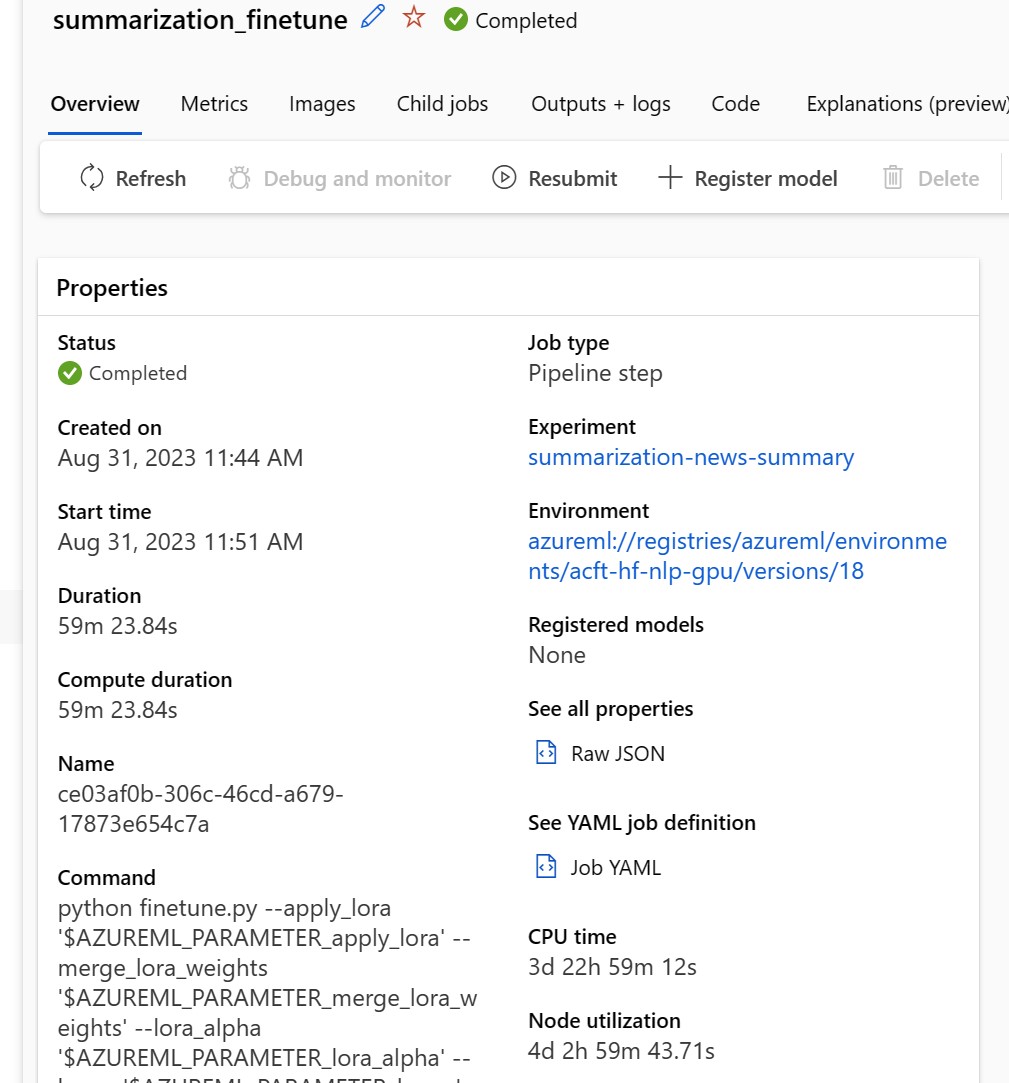 summarization_finetune Completed
Overview Metrics Images Child jobs Outputs + logs Code Explanations (preview)
Refresh Debug and monitor Resubmit Register model Delete
Properties
Status
Completed
Created on
Aug 31, 2023 11:44 AM
Start time
Aug 31, 2023 11:51 AM
Duration
59m 23.84s
Compute duration
59m 23.84s
Name
ce03af0b-306c-46cd-a679-
17873e654c7a
Command
python finetune.py --apply_lora
'$AZUREML_PARAMETER_apply_lora' --
merge_lora_weights
'$AZUREML_PARAMETER_merge_lora_w
eights' --lora_alpha
'$AZUREML_PARAMETER_lora_alpha' --
Job type
Pipeline step
Experiment
summarization-news-summary
Environment
azureml://registries/azureml/environme
nts/acft-hf-nlp-gpu/versions/18
Registered models
None
See all properties
Raw JSON
See YAML job definition
Job YAML
CPU time
3d 22h 59m 12s
Node utilization
4d 2h 59m 43.71s